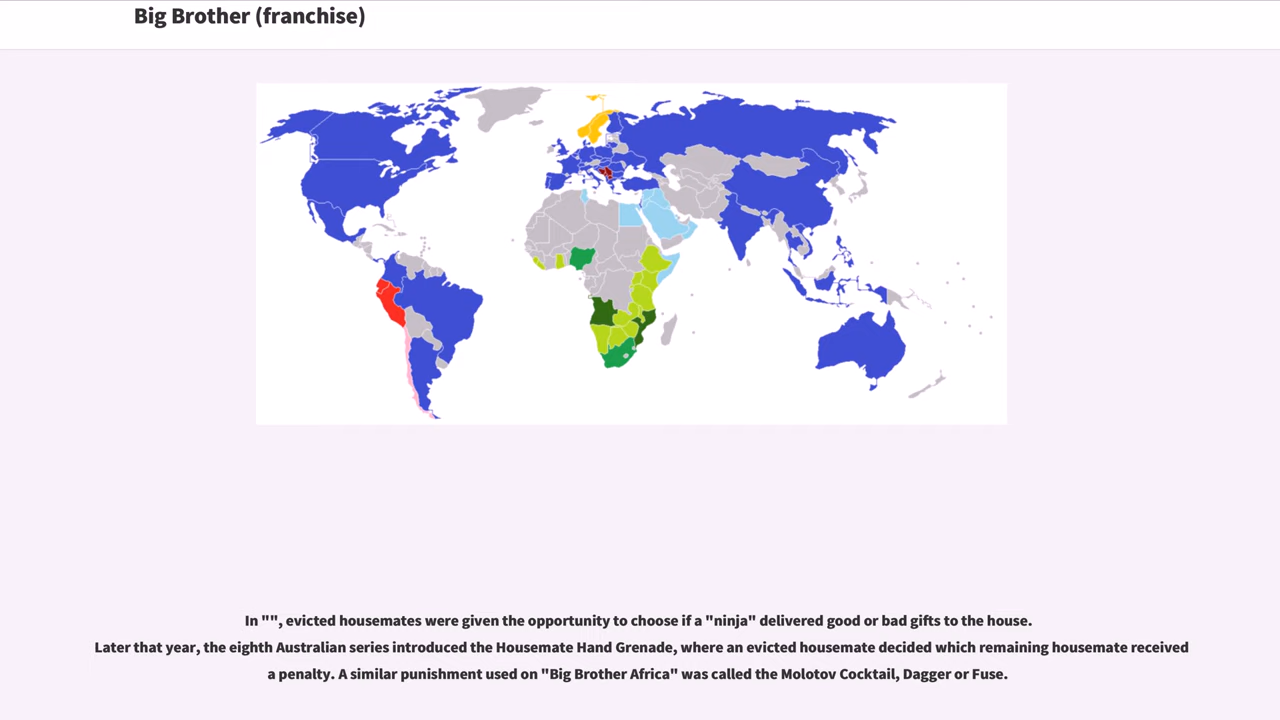 Big Brother (franchise)
In "", evicted housemates were given the opportunity to choose if a "ninja" delivered good or bad gifts to the house.
Later that year, the eighth Australian series introduced the Housemate Hand Grenade, where an evicted housemate decided which remaining housemate received
a penalty. A similar punishment used on "Big Brother Africa" was called the Molotov Cocktail, Dagger or Fuse.